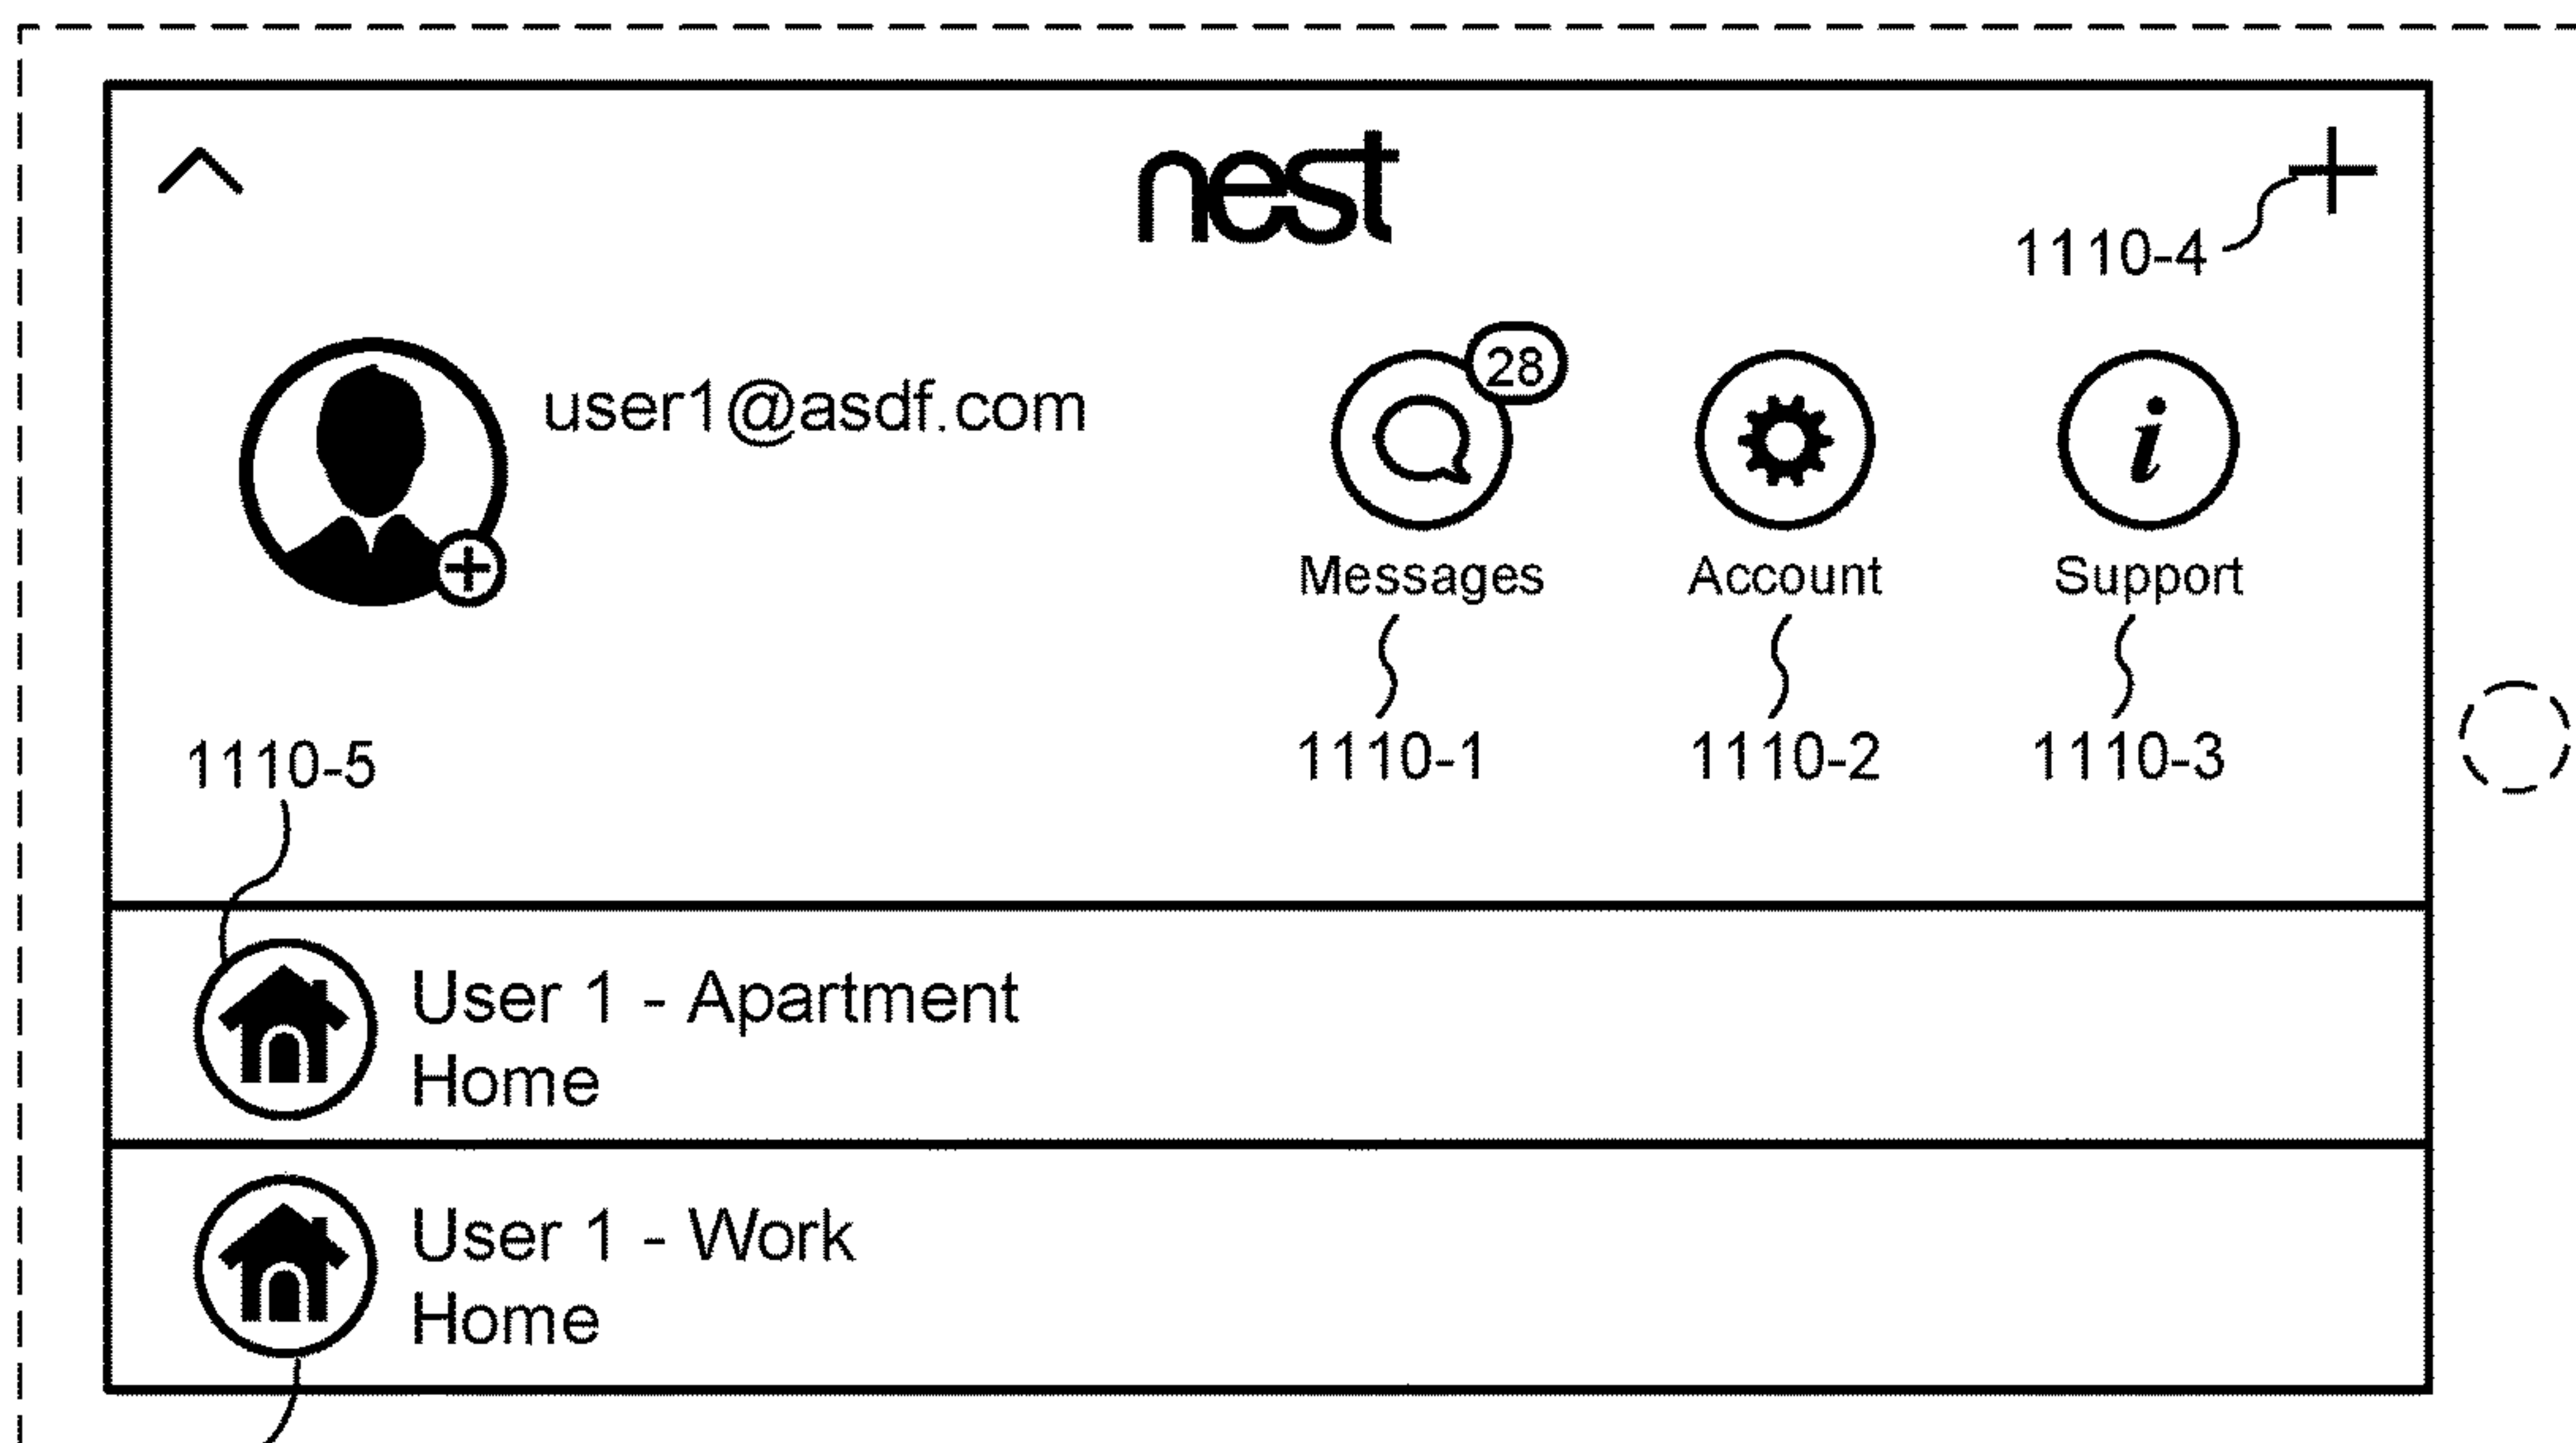 nest
1110-4
28
user1@asdf.com
i
Messages
Account
Support
1110-1
1110-2
1110-3
1110-5
User 1 - Apartment
Home
User 1 - Work
Home